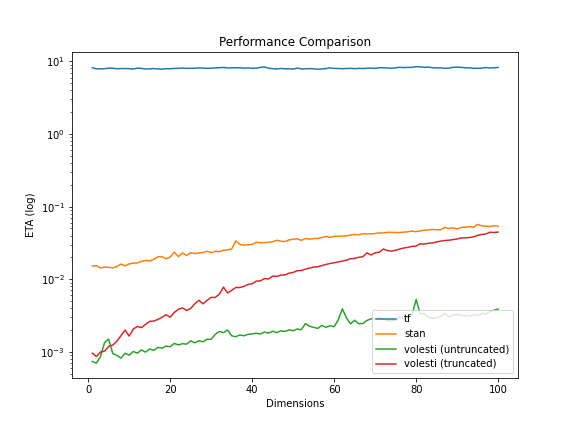 Performance Comparison
ETA (log)
10¹
10⁰
10⁻¹
10⁻²
10⁻³
0 20 40 60 80 100
Dimensions
tf
stan
volesti (untruncated)
volesti (truncated)